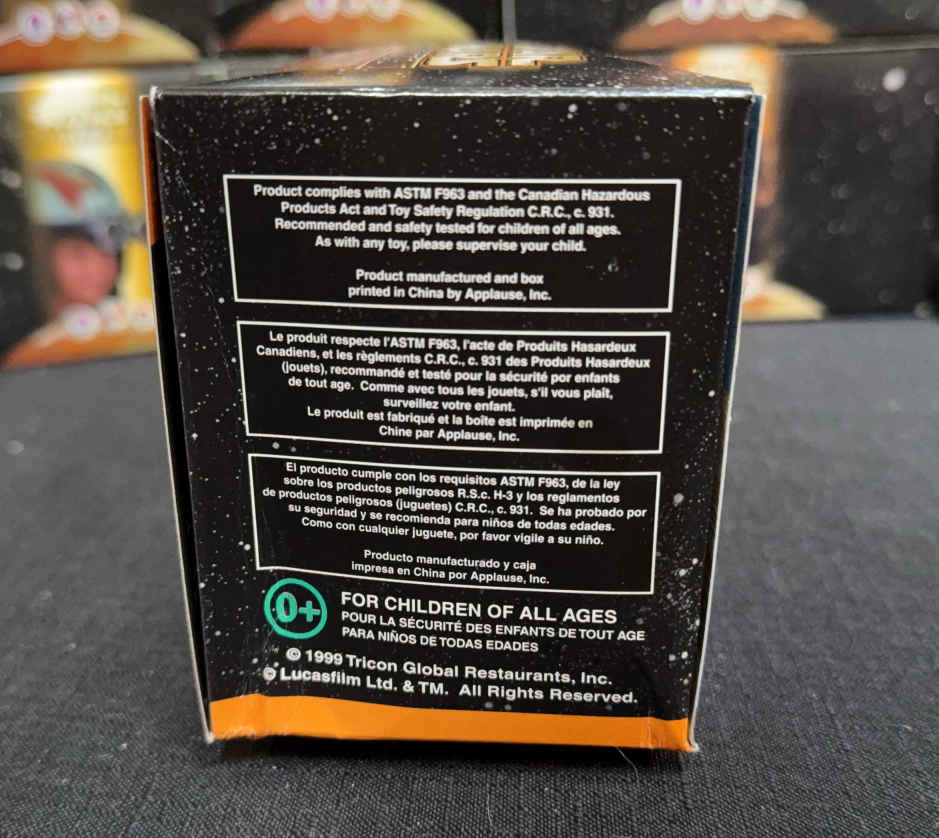 Product complies with ASTM F963 and the Canadian Hazardous
Products Act and Toy Safety Regulation C.R.C., c. 931.
Recommended and safety tested for children of all ages.
As with any toy, please supervise your child.
Product manufactured and box
printed in China by Applause, Inc.
Le produit respecte l'ASTM F963, l'acte de Produits Hasardeux
Canadiens, et les règlements C.R.C., c. 931 des Produits Hasardeux
(jouets), recommandé et testé pour la sécurité por enfants
de tout age. Comme avec tous les jouets, s'il vous plait,
surveillez votre enfant.
Le produit est fabriqué et la boîte est imprimée en
Chine par Applause, Inc.
El producto cumple con los requisitos ASTM F963, de la ley
sobre los productos peligrosos R.S.c. H-3 y los reglamentos
de productos peligrosos (juguetes) C.R.C., c. 931. Se ha probado por
su seguridad y se recomienda para niños de todas edades.
Como con cualquier juguete, por favor vigile a su niño.
Producto manufacturado y caja
impresa en China por Applause, Inc.
0+
FOR CHILDREN OF ALL AGES
POUR LA SÉCURITÉ DES ENFANTS DE TOUT AGE
PARA NIÑOS DE TODAS EDADES
© 1999 Tricon Global Restaurants, Inc.
© Lucasfilm Ltd. & TM. All Rights Reserved.